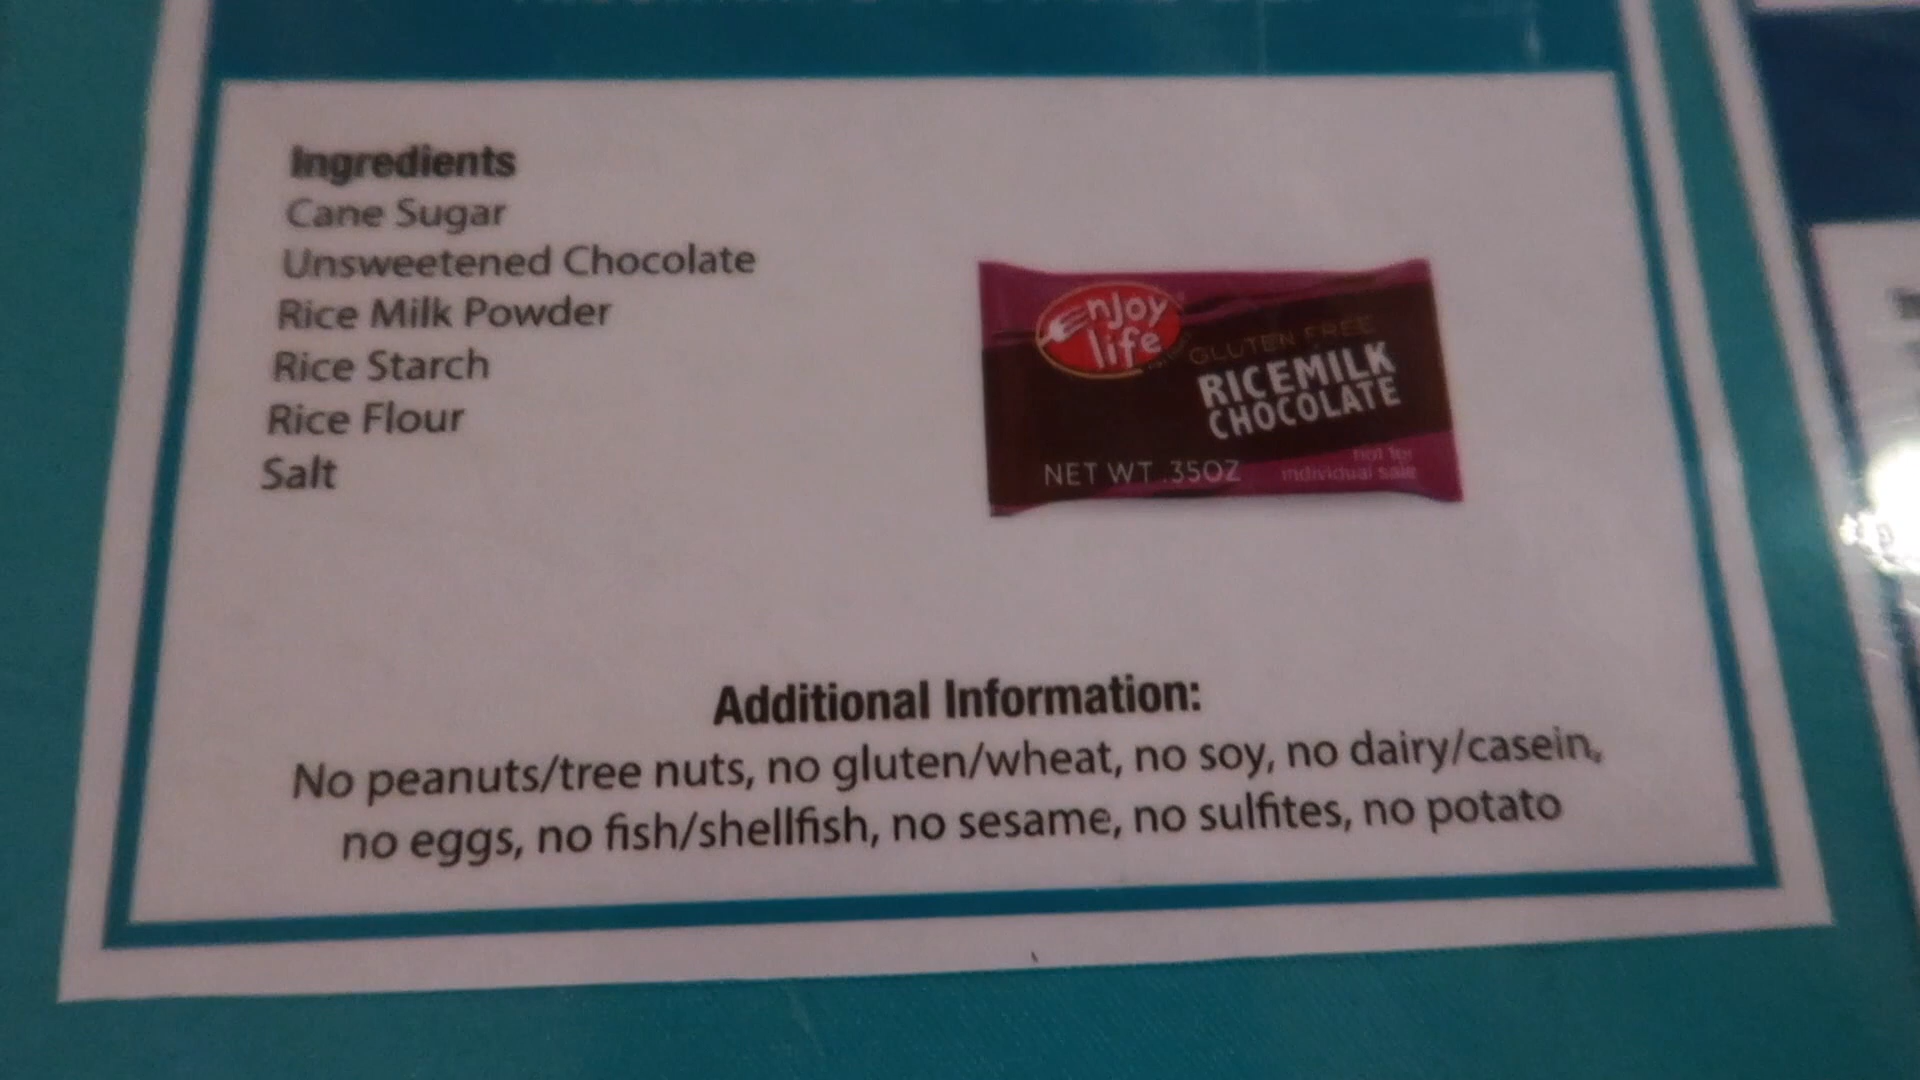 Ingredients
Cane Sugar
Unsweetened Chocolate
Rice Milk Powder
Rice Starch
Rice Flour
Salt
enjoy
life
GLUTEN FREE
RICEMILK
CHOCOLATE
NET WT .35OZ
not for
individual sale
Additional Information:
No peanuts/tree nuts, no gluten/wheat, no soy, no dairy/casein,
no eggs, no fish/shellfish, no sesame, no sulfites, no potato